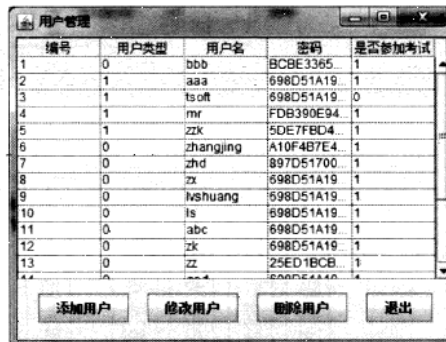 用户管理
编号 用户类型 用户名 密码 是否参加考试
1 0 bbb BCBE3365... 1
2 1 aaa 698D51A19... 1
3 1 tsoft 698D51A19... 0
4 1 mr FDB390E94... 1
5 1 zzk 5DE7FBD4... 1
6 0 zhangjing A10F4B7E4... 1
7 0 zhd 897D51700... 1
8 0 zx 698D51A19... 1
9 0 lvshuang 698D51A19... 1
10 0 ls 698D51A19... 1
11 0 abc 698D51A19... 1
12 0 zk 698D51A19... 1
13 0 zz 25ED1BCB... 1
添加用户 修改用户 删除用户 退出